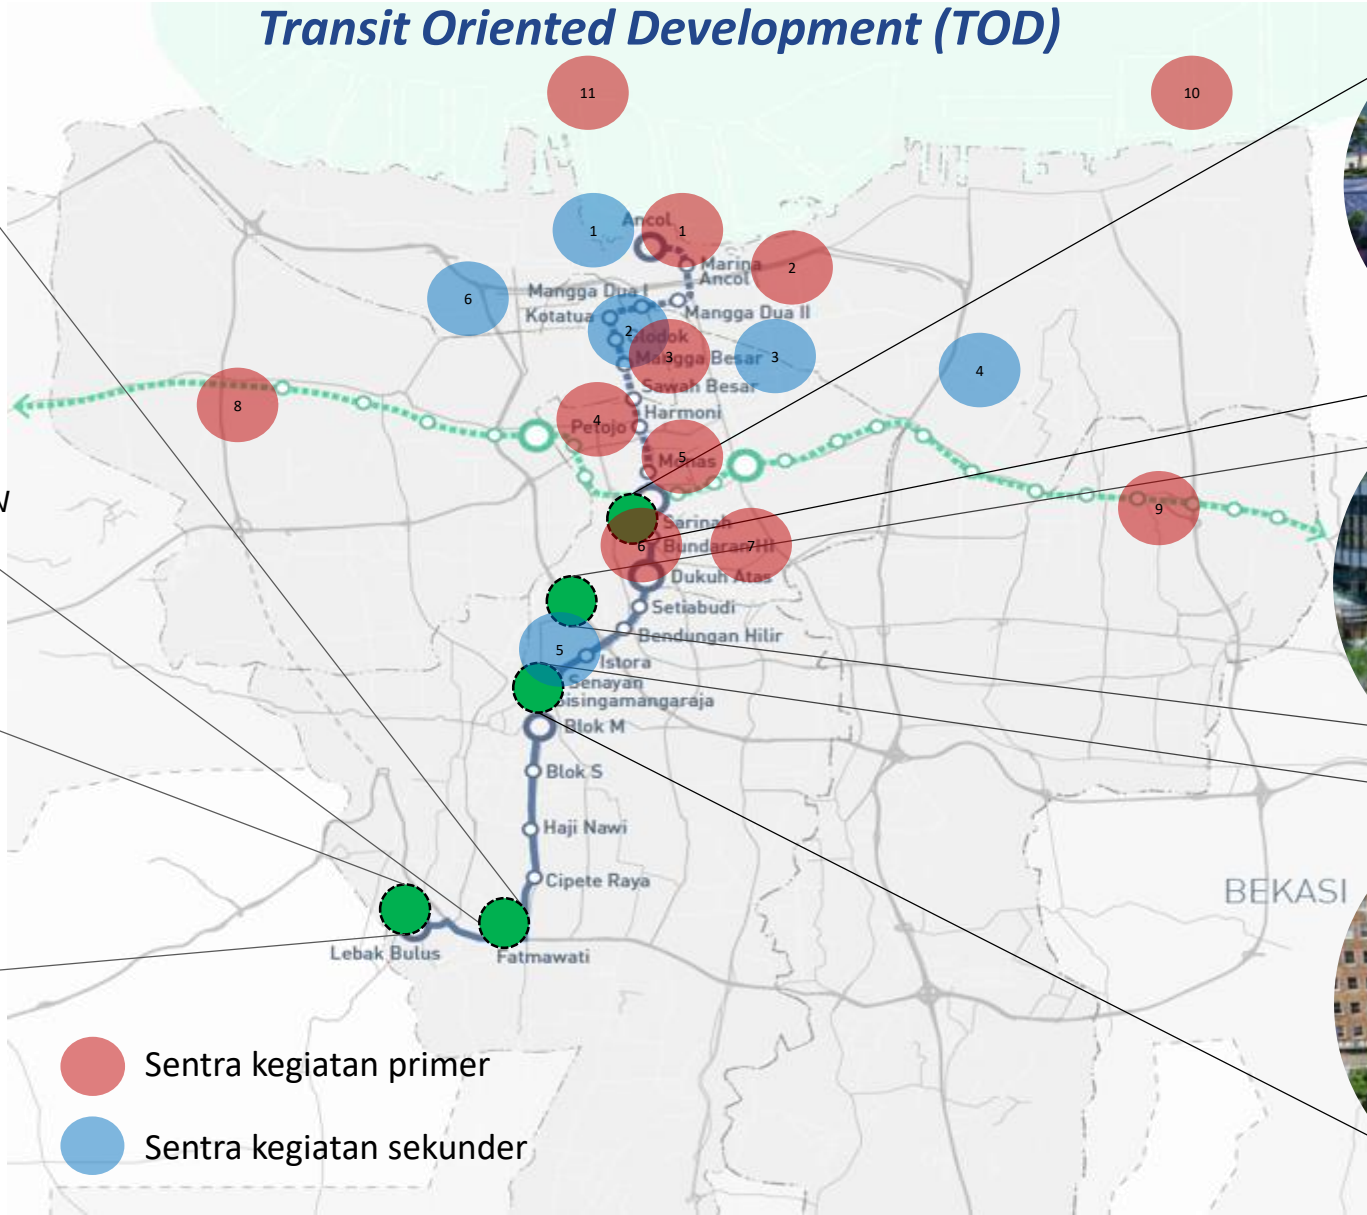 Transit Oriented Development (TOD)
11
10
Ancol
1
1
2
Marina
Ancol
6
Mangga Dua I
Mangga Dua II
Kotatua
2
Glodok
3
Mangga Besar
3
4
Sawah Besar
8
Harmoni
4
Petojo
5
Monas
9
Sarinah
6
Bundaran HI
7
Dukuh Atas
Setiabudi
Bendungan Hilir
5
Istora
Senayan
Sisingamangaraja
Blok M
Blok S
Haji Nawi
Cipete Raya
BEKASI
Lebak Bulus
Fatmawati
Sentra kegiatan primer
Sentra kegiatan sekunder